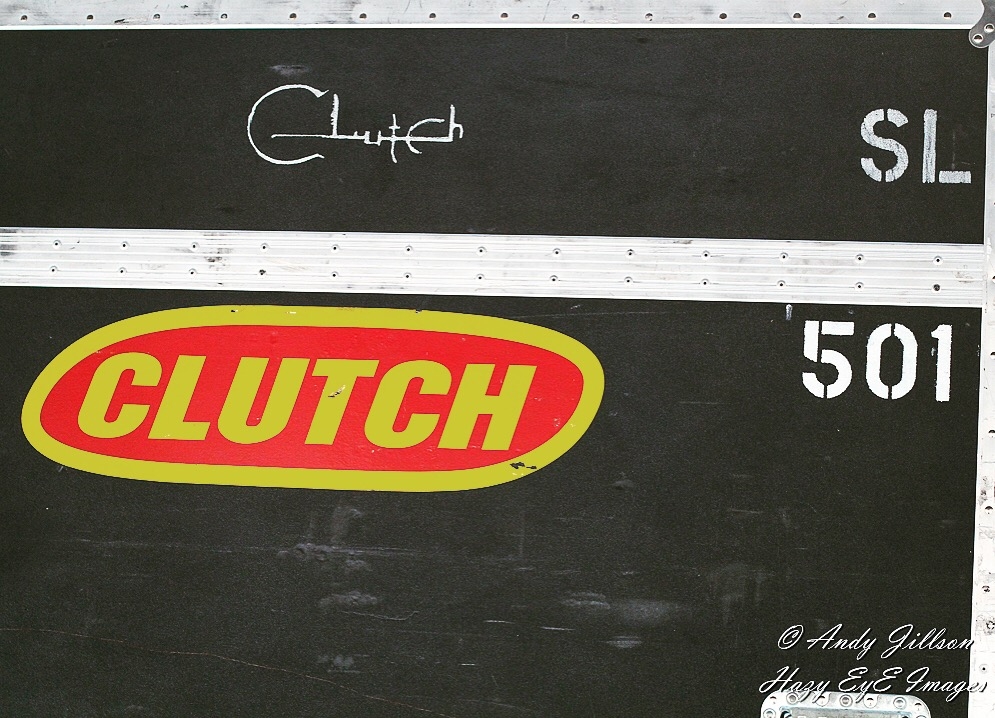 Clutch
SL
CLUTCH
501
© Andy Jillson
Hazy EyE Images